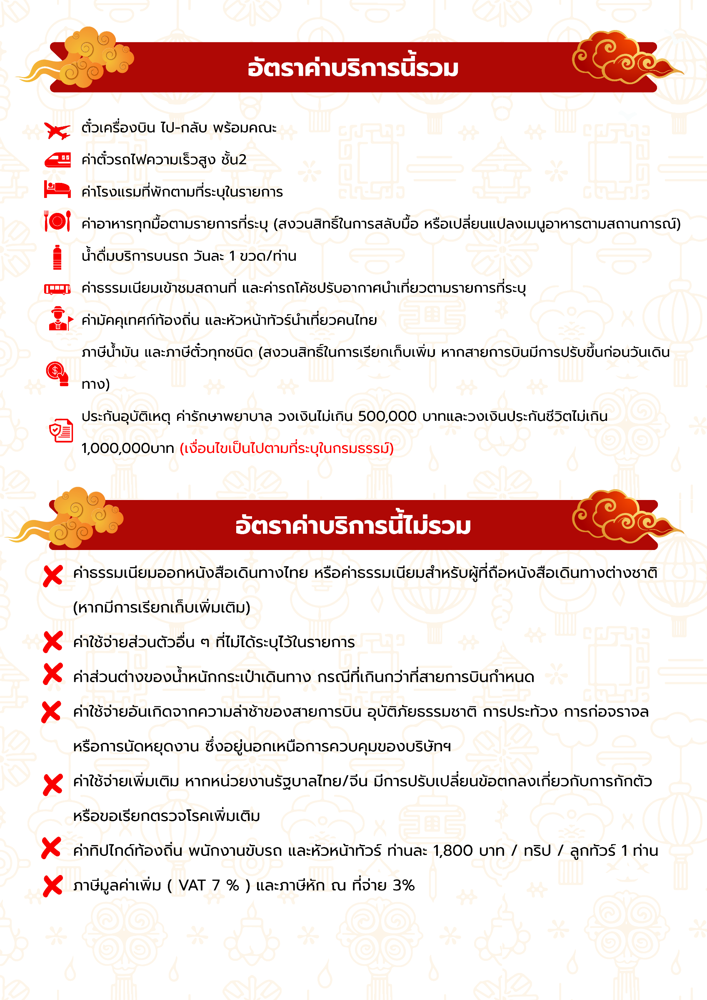 อัตราค่าบริการนี้รวม
ตั๋วเครื่องบิน ไป-กลับ พร้อมคณะ
ค่าตั๋วรถไฟความเร็วสูง ชั้น2
ค่าโรงแรมที่พักตามที่ระบุในรายการ
ค่าอาหารทุกมื้อตามรายการที่ระบุ (สงวนสิทธิ์ในการสลับมื้อ หรือเปลี่ยนแปลงเมนูอาหารตามสถานการณ์)
น้ำดื่มบริการบนรถ วันละ 1 ขวด/ท่าน
ค่าธรรมเนียมเข้าชมสถานที่ และค่ารถโค้ชปรับอากาศนำเที่ยวตามรายการที่ระบุ
ค่ามัคคุเทศก์ท้องถิ่น และหัวหน้าทัวร์นำเที่ยวคนไทย
ภาษีน้ำมัน และภาษีตั๋วทุกชนิด (สงวนสิทธิ์ในการเรียกเก็บเพิ่ม หากสายการบินมีการปรับขึ้นก่อนวันเดิน
ทาง)
ประกันอุบัติเหตุ ค่ารักษาพยาบาล วงเงินไม่เกิน 500,000 บาทและวงเงินประกันชีวิตไม่เกิน
1,000,000บาท (เงื่อนไขเป็นไปตามที่ระบุในกรมธรรม์)
อัตราค่าบริการนี้ไม่รวม
ค่าธรรมเนียมออกหนังสือเดินทางไทย หรือค่าธรรมเนียมสำหรับผู้ที่ถือหนังสือเดินทางต่างชาติ
(หากมีการเรียกเก็บเพิ่มเติม)
ค่าใช้จ่ายส่วนตัวอื่น ๆ ที่ไม่ได้ระบุไว้ในรายการ
ค่าส่วนต่างของน้ำหนักกระเป๋าเดินทาง กรณีที่เกินกว่าที่สายการบินกำหนด
ค่าใช้จ่ายอันเกิดจากความล่าช้าของสายการบิน อุบัติภัยธรรมชาติ การประท้วง การก่อจราจล
หรือการนัดหยุดงาน ซึ่งอยู่นอกเหนือการควบคุมของบริษัทฯ
ค่าใช้จ่ายเพิ่มเติม หากหน่วยงานรัฐบาลไทย/จีน มีการปรับเปลี่ยนข้อตกลงเกี่ยวกับการกักตัว
หรือขอเรียกตรวจโรคเพิ่มเติม
ค่าทิปไกด์ท้องถิ่น พนักงานขับรถ และหัวหน้าทัวร์ ท่านละ 1,800 บาท / ทริป / ลูกทัวร์ 1 ท่าน
ภาษีมูลค่าเพิ่ม ( VAT 7 % ) และภาษีหัก ณ ที่จ่าย 3%